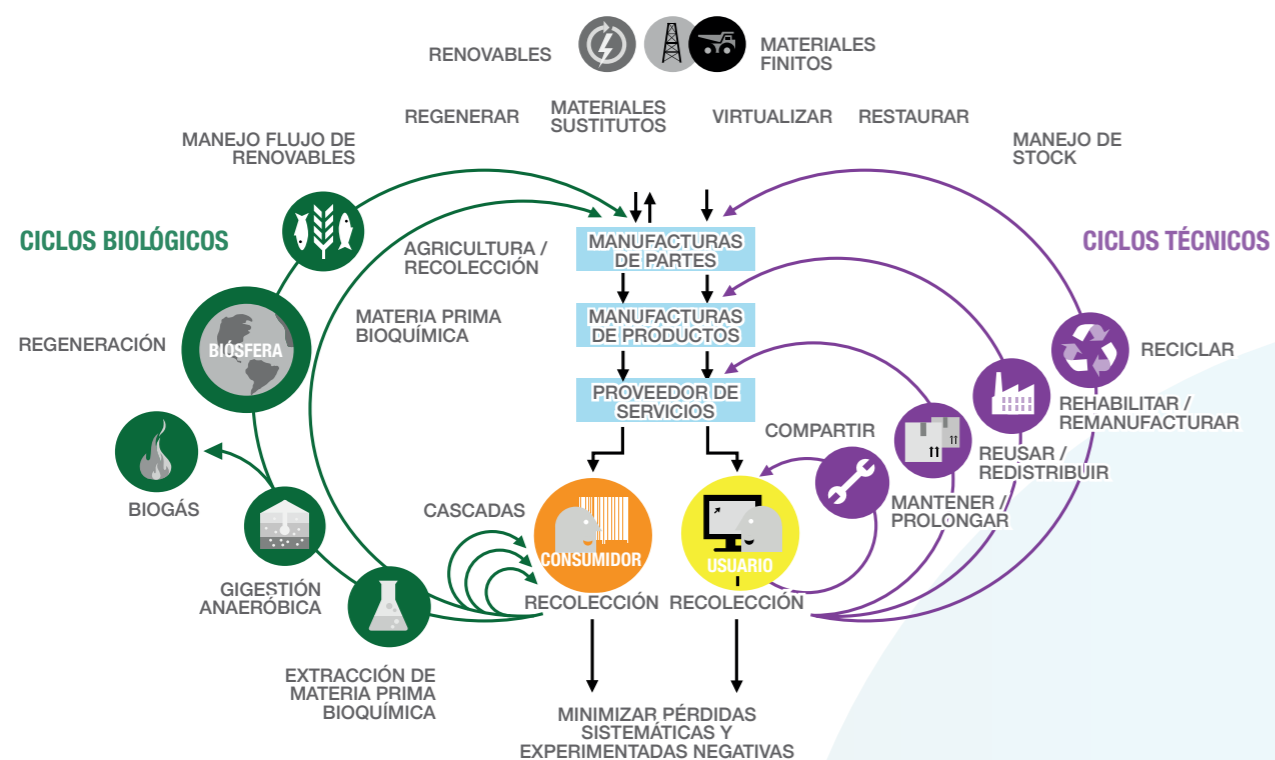 RENOVABLES
MATERIALES
FINITOS
REGENERAR
MATERIALES
SUSTITUTOS
VIRTUALIZAR
RESTAURAR
MANEJO FLUJO DE
RENOVABLES
MANEJO DE
STOCK
CICLOS BIOLÓGICOS
AGRICULTURA /
RECOLECCIÓN
MANUFACTURAS
DE PARTES
CICLOS TÉCNICOS
MATERIA PRIMA
BIOQUÍMICA
MANUFACTURAS
DE PRODUCTOS
REGENERACIÓN
BIÓSFERA
RECICLAR
PROVEEDOR DE
SERVICIOS
REHABILITAR /
REMANUFACTURAR
COMPARTIR
REUSAR /
REDISTRIBUIR
BIOGÁS
CASCADAS
MANTENER /
PROLONGAR
CONSUMIDOR
USUARIO
GIGESTIÓN
ANAERÓBICA
RECOLECCIÓN
RECOLECCIÓN
EXTRACCIÓN DE
MATERIA PRIMA
BIOQUÍMICA
MINIMIZAR PÉRDIDAS
SISTEMÁTICAS Y
EXPERIMENTADAS NEGATIVAS